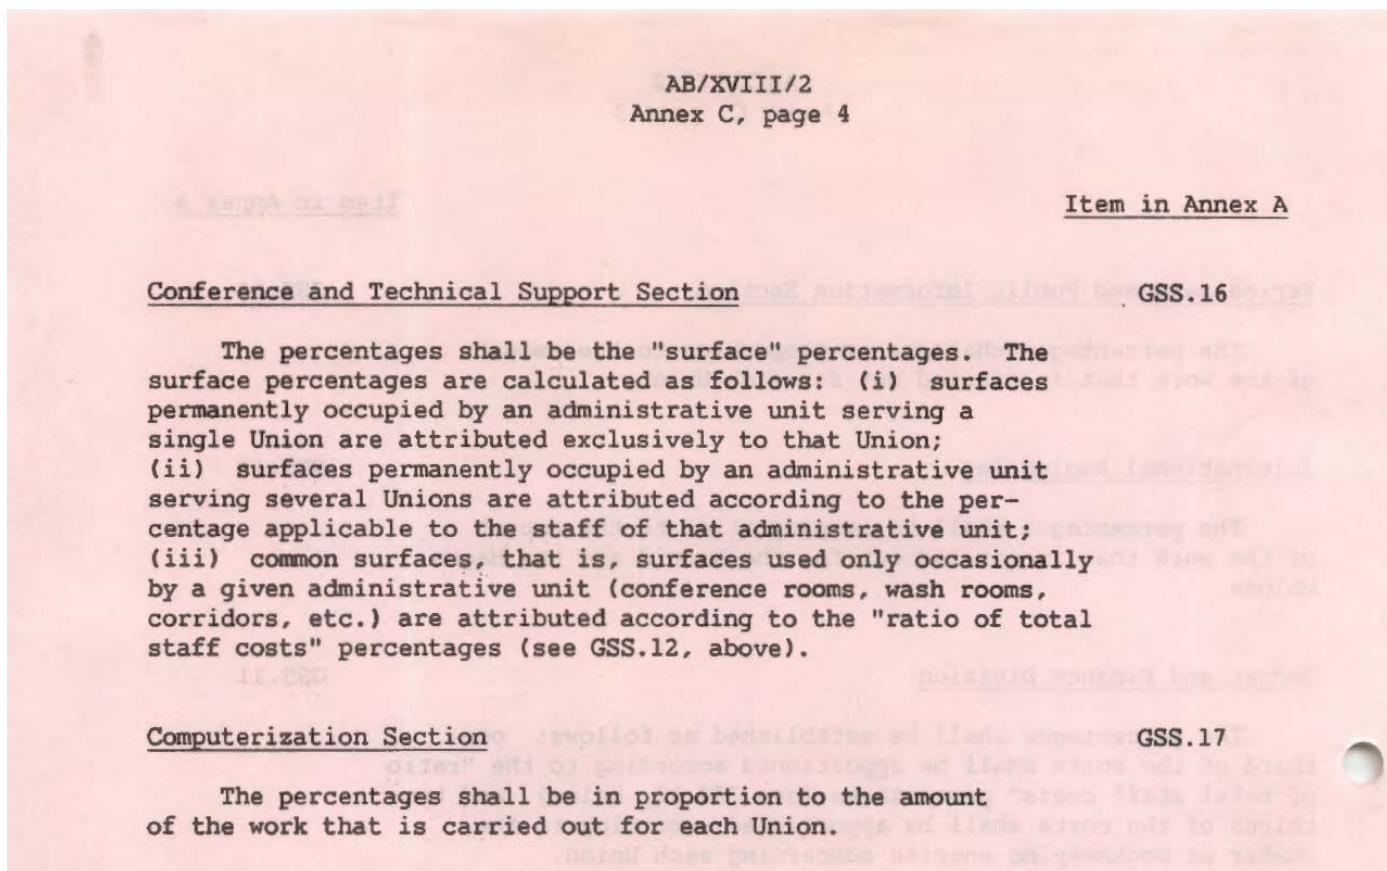 AB/XVIII/2
Annex C, page 4
Item in Annex A
Conference and Technical Support Section GSS.16
The percentages shall be the "surface" percentages. The
surface percentages are calculated as follows: (i) surfaces
permanently occupied by an administrative unit serving a
single Union are attributed exclusively to that Union;
(ii) surfaces permanently occupied by an administrative unit
serving several Unions are attributed according to the per-
centage applicable to the staff of that administrative unit;
(iii) common surfaces, that is, surfaces used only occasionally
by a given administrative unit (conference rooms, wash rooms,
corridors, etc.) are attributed according to the "ratio of total
staff costs" percentages (see GSS.12, above).
Computerization Section GSS.17
The percentages shall be in proportion to the amount
of the work that is carried out for each Union.